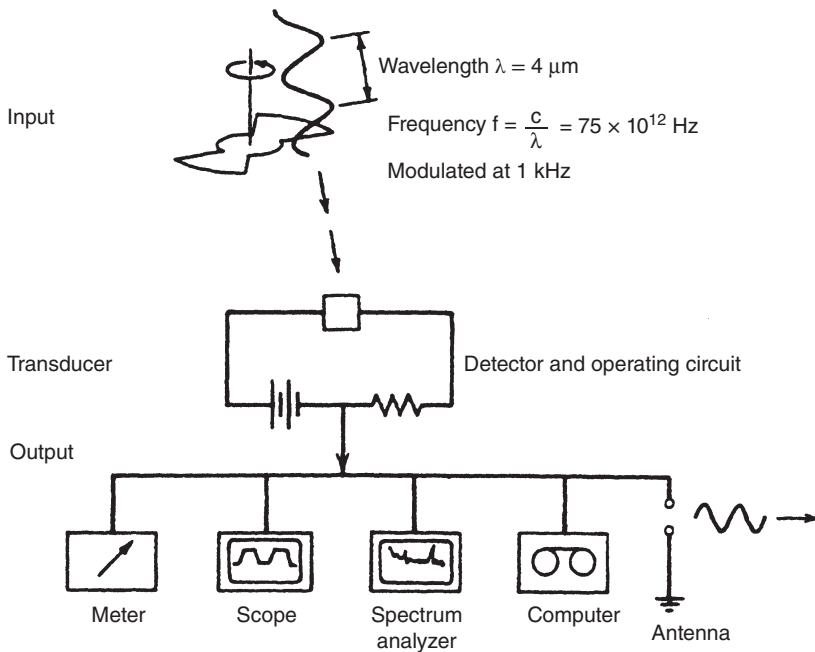 Input
Wavelength λ = 4 μm
Frequency f = c/λ = 75 × 10¹² Hz
Modulated at 1 kHz
Transducer
Detector and operating circuit
Output
Meter
Scope
Spectrum
analyzer
Computer
Antenna